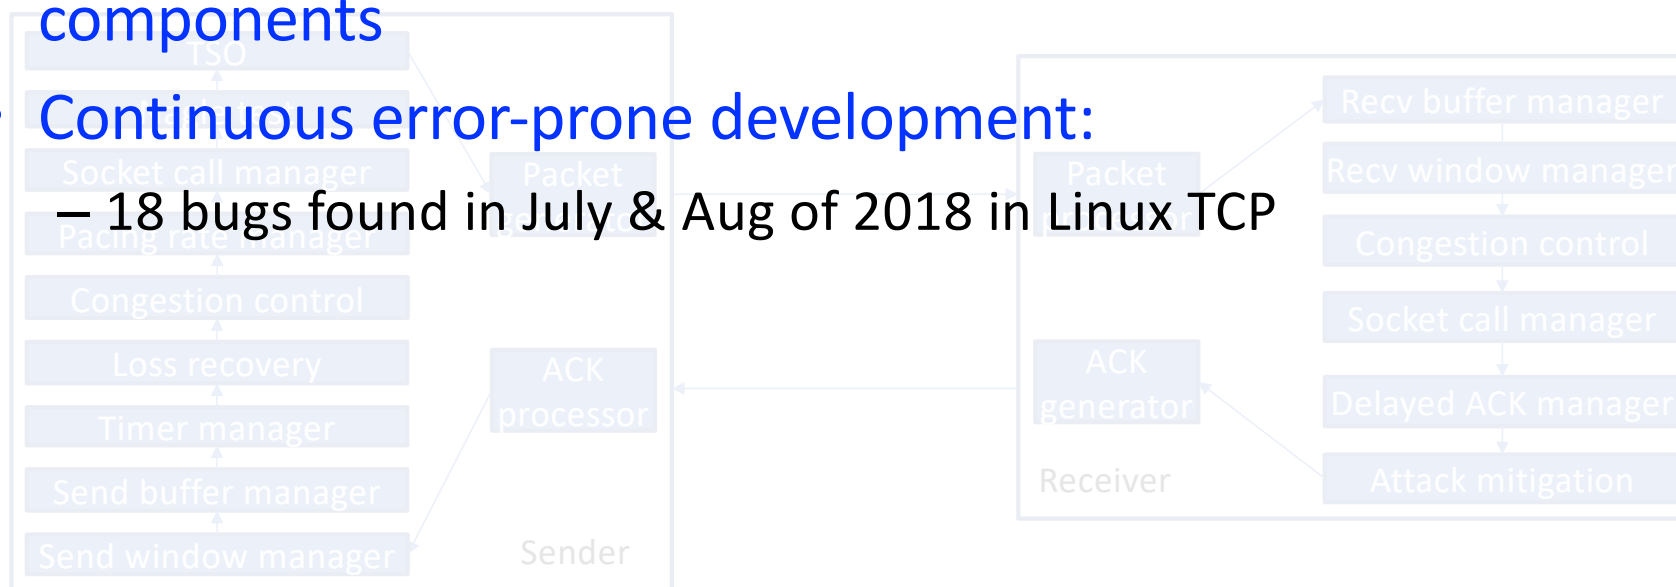 components
• Continuous error-prone development:
– 18 bugs found in July & Aug of 2018 in Linux TCP
TSO
Socket call manager
Pacing rate manager
Congestion control
Loss recovery
Timer manager
Send buffer manager
Send window manager
Packet
ACK
processor
Sender
Packet
ACK
generator
Receiver
Recv buffer manager
Recv window manager
Congestion control
Socket call manager
Delayed ACK manager
Attack mitigation